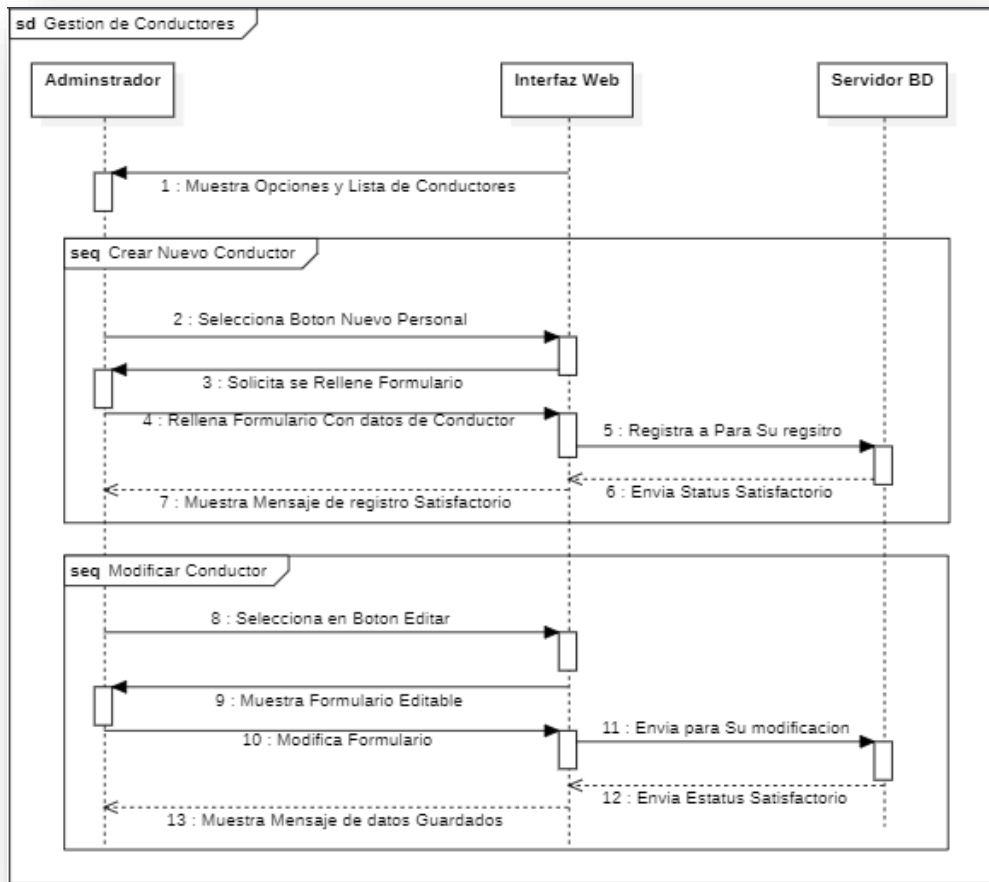 sd Gestion de Conductores
Adminstrador
Interfaz Web
Servidor BD
1 : Muestra Opciones y Lista de Conductores
seq Crear Nuevo Conductor
2 : Selecciona Boton Nuevo Personal
3 : Solicita se Rellene Formulario
4 : Rellena Formulario Con datos de Conductor
5 : Registra a Para Su regsitro
6 : Envia Status Satisfactorio
7 : Muestra Mensaje de registro Satisfactorio
seq Modificar Conductor
8 : Selecciona en Boton Editar
9 : Muestra Formulario Editable
10 : Modifica Formulario
11 : Envia para Su modificacion
12 : Envia Estatus Satisfactorio
13 : Muestra Mensaje de datos Guardados